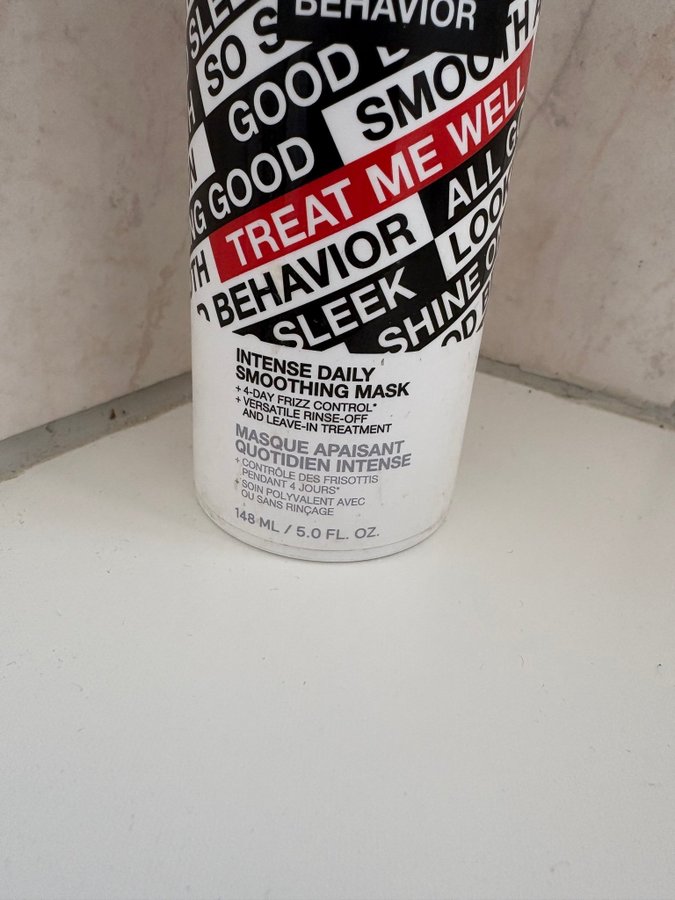 BEHAVIOR
SO
GOOD
SMOOTH
GOOD
TREAT ME WELL
ALL
BEHAVIOR
SLEEK
SHINE
INTENSE DAILY
SMOOTHING MASK
+ 4-DAY FRIZZ CONTROL*
+ VERSATILE RINSE-OFF
AND LEAVE-IN TREATMENT
MASQUE APAISANT
QUOTIDIEN INTENSE
+ CONTRÔLE DES FRISOTTIS
PENDANT 4 JOURS*
+ SOIN POLYVALENT AVEC
OU SANS RINÇAGE
148 ML / 5.0 FL. OZ.